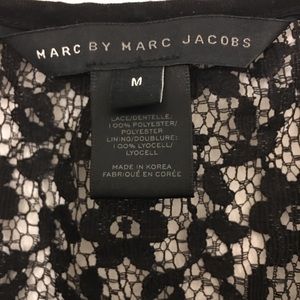 MARC BY MARC JACOBS
M
LACE/DENTELLE:
100% POLYESTER/
POLYESTER
LINING/DOUBLURE:
100% LYOCELL/
LYOCELL
MADE IN KOREA
FABRIQUÉ EN CORÉE